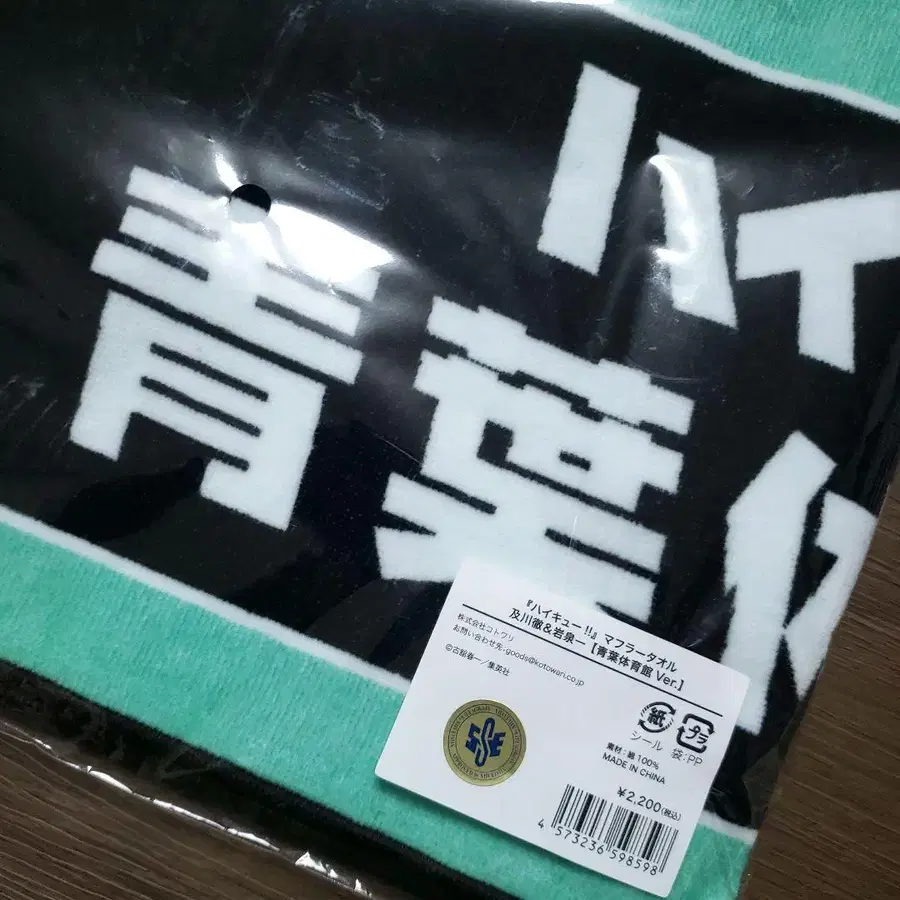 ハイ
青葉体
『ハイキュー!!』マフラータオル
及川徹&岩泉一【青葉体育館 Ver.】
株式会社コトワリ
お問い合わせ先:goods@kotowari.co.jp
©古舘春一/集英社
紙
プラ
シール 袋:PP
素材:綿100%
MADE IN CHINA
¥2,200(税込)
4 573236 598598